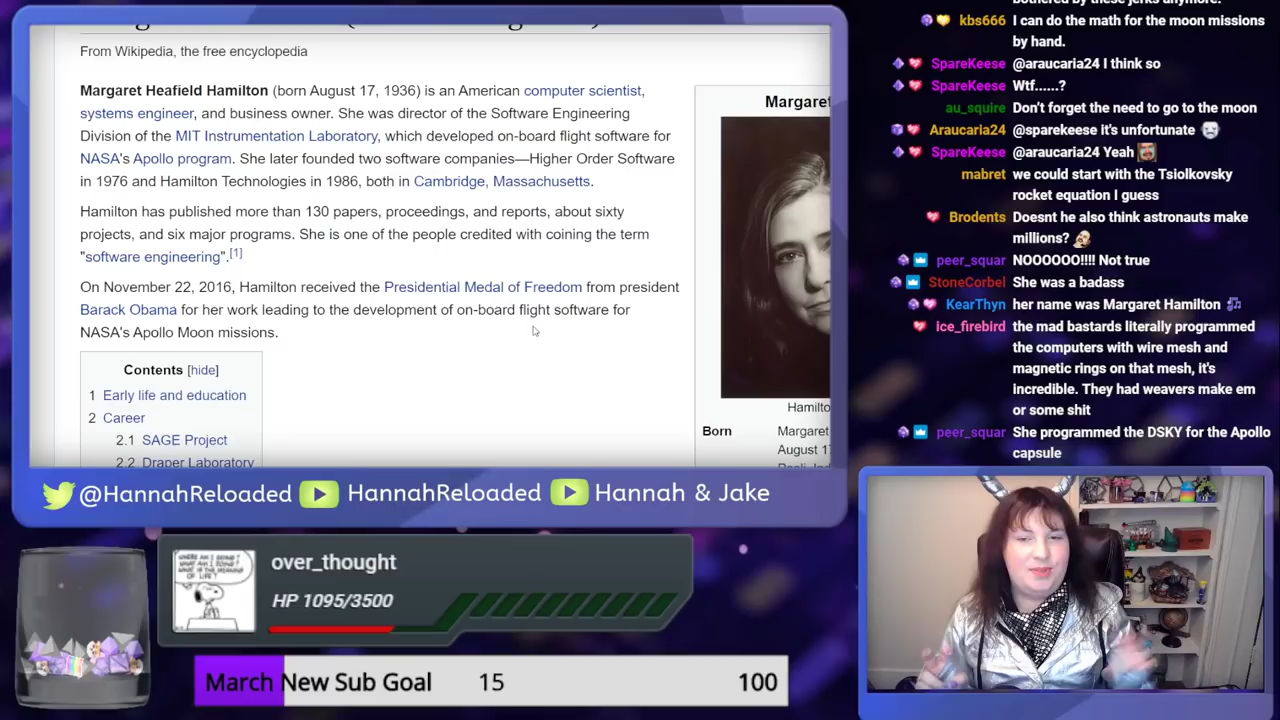 From Wikipedia, the free encyclopedia
Margaret Heafield Hamilton (born August 17, 1936) is an American computer scientist,
systems engineer, and business owner. She was director of the Software Engineering
Division of the MIT Instrumentation Laboratory, which developed on-board flight software for
NASA's Apollo program. She later founded two software companies—Higher Order Software
in 1976 and Hamilton Technologies in 1986, both in Cambridge, Massachusetts.
Hamilton has published more than 130 papers, proceedings, and reports, about sixty
projects, and six major programs. She is one of the people credited with coining the term
"software engineering".[1]
On November 22, 2016, Hamilton received the Presidential Medal of Freedom from president
Barack Obama for her work leading to the development of on-board flight software for
NASA's Apollo Moon missions.
Contents [hide]
1 Early life and education
2 Career
2.1 SAGE Project
2.2 Draper Laboratory
Margaret
Hamilto
Born
Margaret
August 17
@HannahReloaded
HannahReloaded
Hannah & Jake
over_thought
HP 1095/3500
March New Sub Goal 15 100
kbs666 I can do the math for the moon missions
by hand.
SpareKeese @araucaria24 I think so
SpareKeese Wtf......?
au_squire Don't forget the need to go to the moon
Araucaria24 @sparekeese it's unfortunate
SpareKeese @araucaria24 Yeah
mabret we could start with the Tsiolkovsky
rocket equation I guess
Brodents Doesnt he also think astronauts make
millions?
peer_squar NOOOOOO!!!! Not true
StoneCorbel She was a badass
KearThyn her name was Margaret Hamilton
ice_firebird the mad bastards literally programmed
the computers with wire mesh and
magnetic rings on that mesh, it's
incredible. They had weavers make em
or some shit
peer_squar She programmed the DSKY for the Apollo
capsule